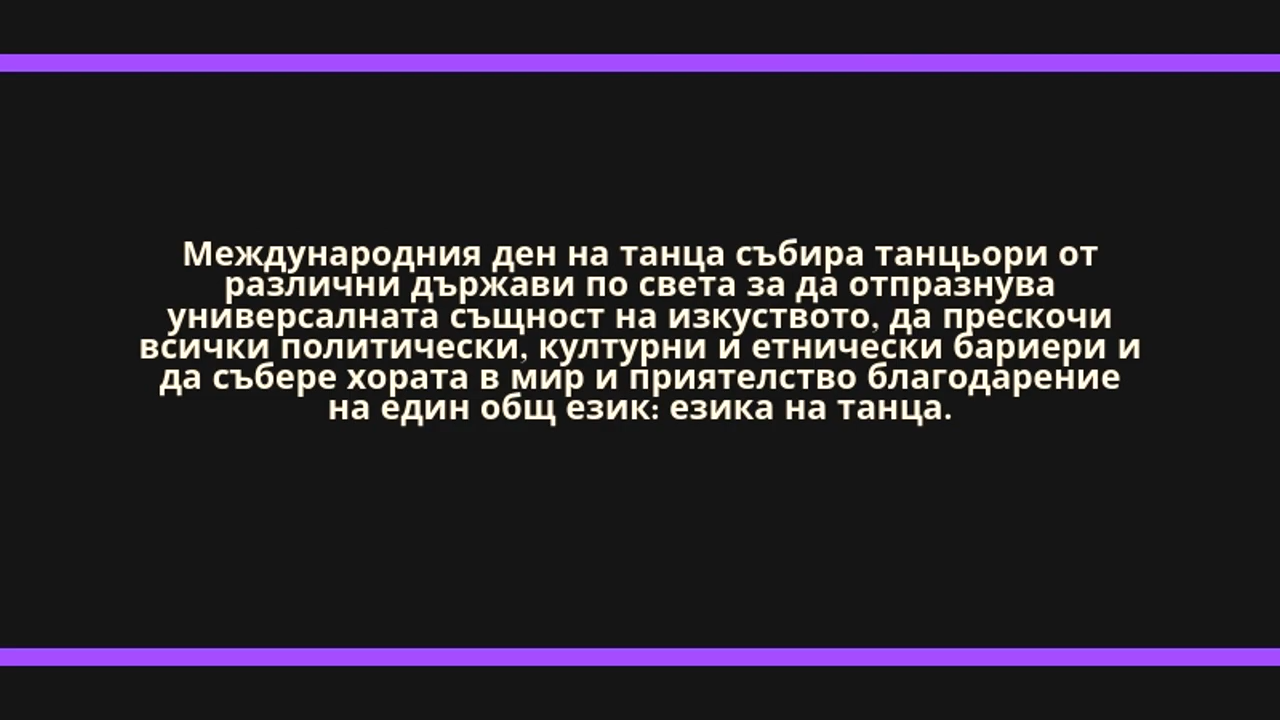 Международния ден на танца събира танцьори от
различни държави по света за да отпразнува
универсалната същност на изкуството, да прескочи
всички политически, културни и етнически бариери и
да събере хората в мир и приятелство благодарение
на един общ език: езика на танца.